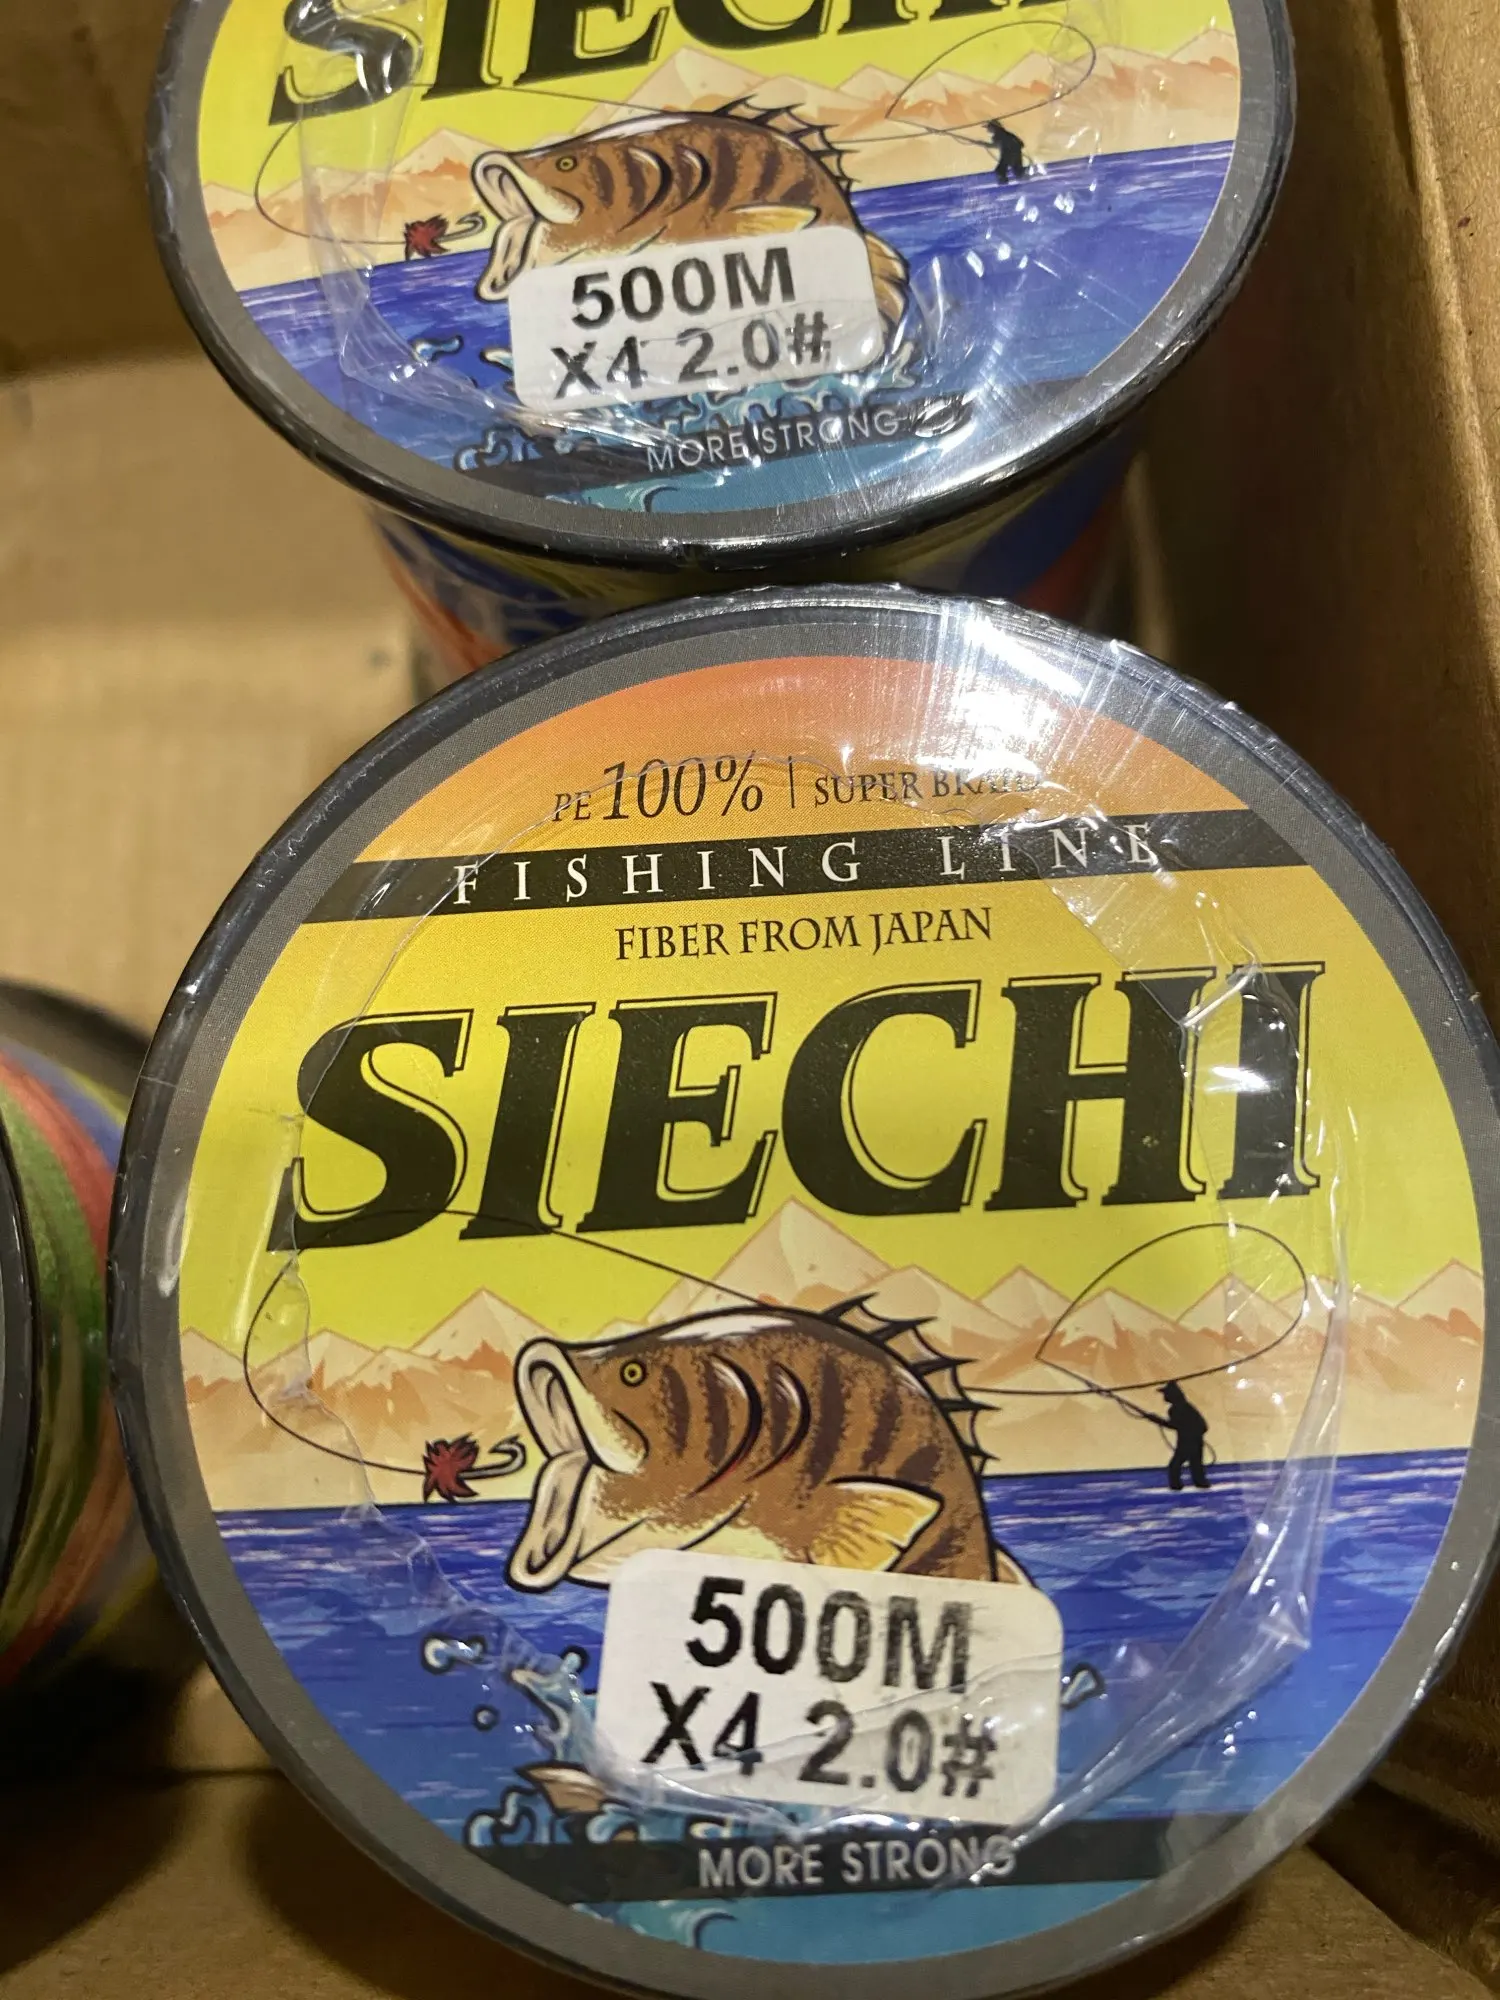 SIECHI
500M
X4 2.0#
MORE STRONG
PE 100% | SUPER BRAID
FISHING LINE
FIBER FROM JAPAN
SIECHI
500M
X4 2.0#
MORE STRONG